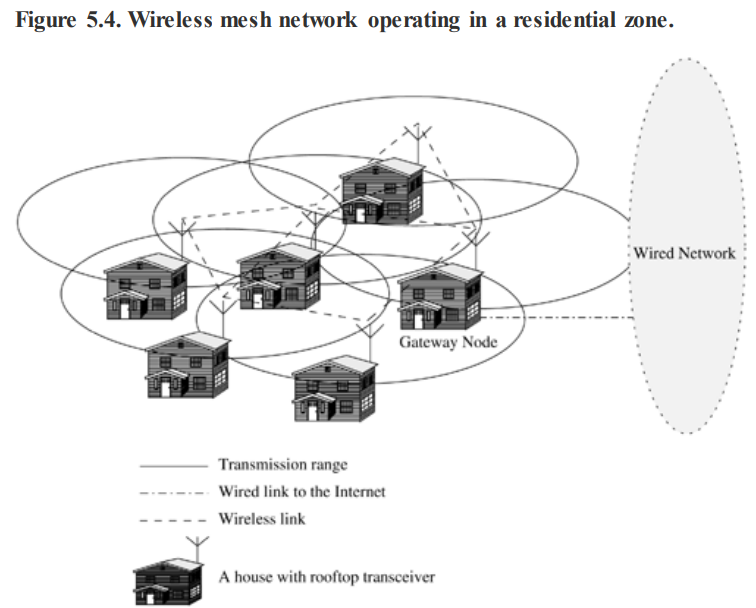 Figure 5.4. Wireless mesh network operating in a residential zone.
Wired Network
Gateway Node
Transmission range
Wired link to the Internet
Wireless link
A house with rooftop transceiver